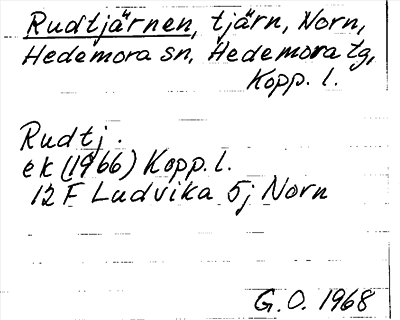 Rudtjärnen, tjärn, Norn,
Hedemora sn, Hedemora tg,
Kopp. l.
Rudtj.
ek (1966) Kopp. l.
12 F Ludvika 5j Norn
G. O. 1968